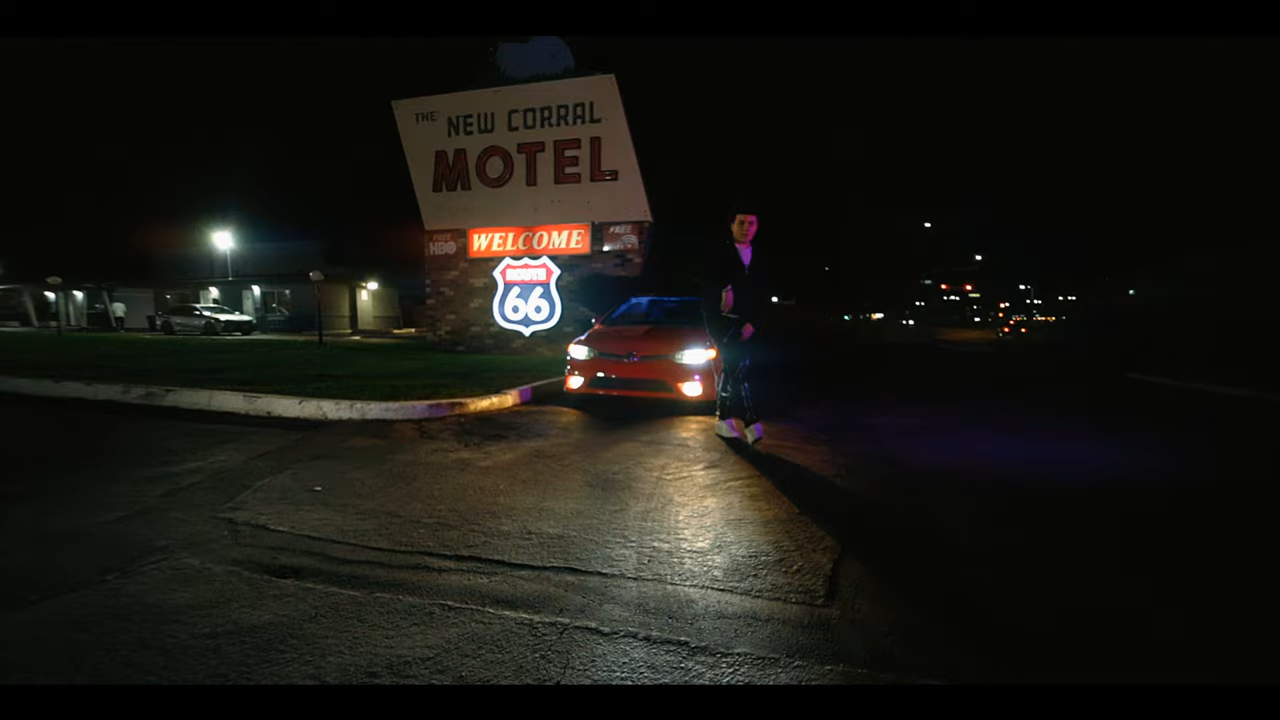 THE
NEW CORRAL
MOTEL
WELCOME
FREE
HBO
FREE
ROUTE
66